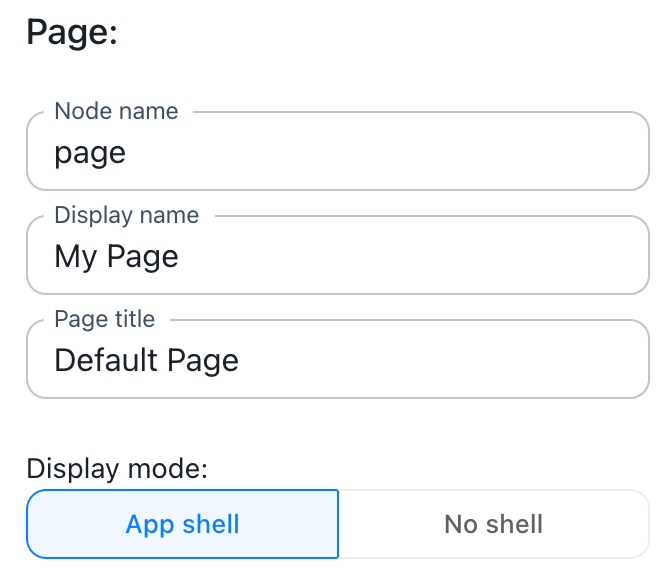 Page:
Node name
page
Display name
My Page
Page title
Default Page
Display mode:
App shell
No shell